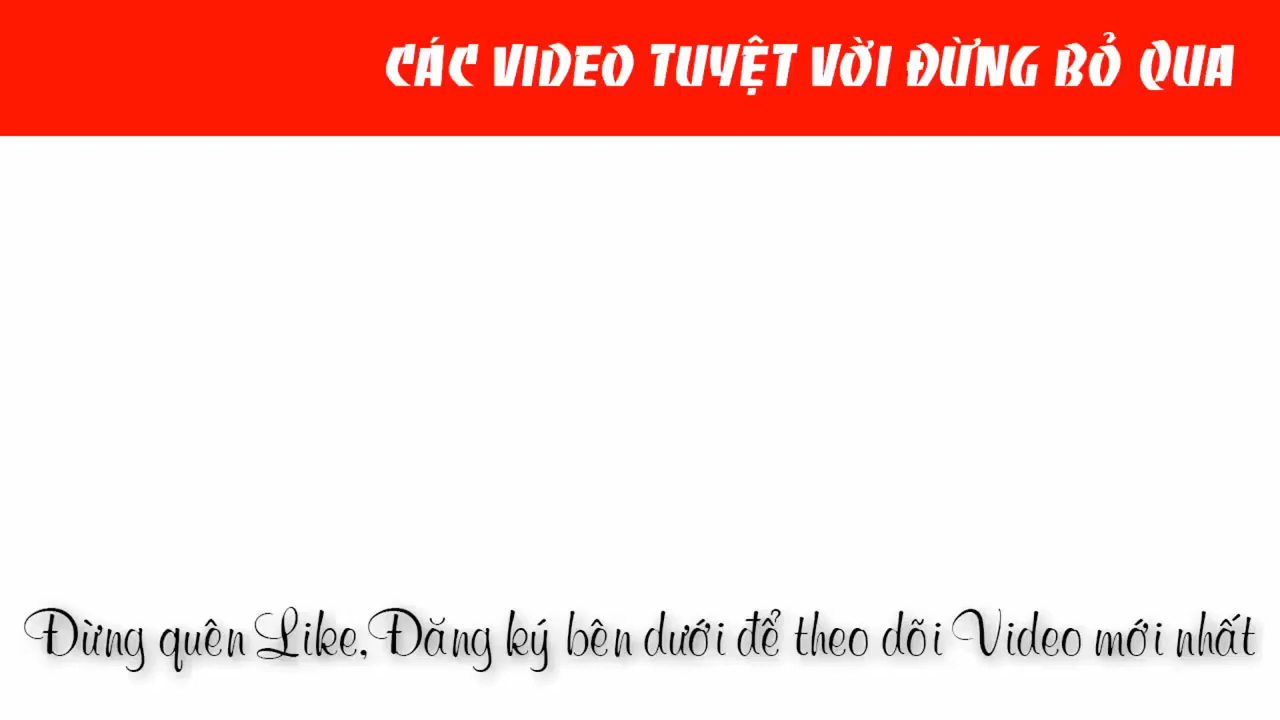 CÁC VIDEO TUYỆT VỜI ĐỪNG BỎ QUA
Đừng quên Like,Đăng ký bên dưới để theo dõi Video mới nhất